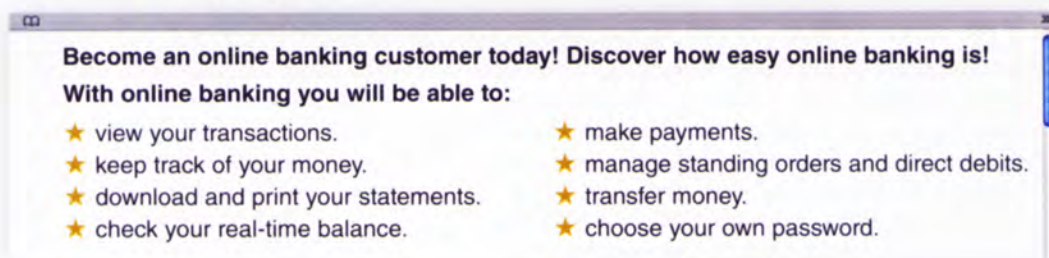 Become an online banking customer today! Discover how easy online banking is!
With online banking you will be able to:
★ view your transactions.
★ keep track of your money.
★ download and print your statements.
★ check your real-time balance.
★ make payments.
★ manage standing orders and direct debits.
★ transfer money.
★ choose your own password.